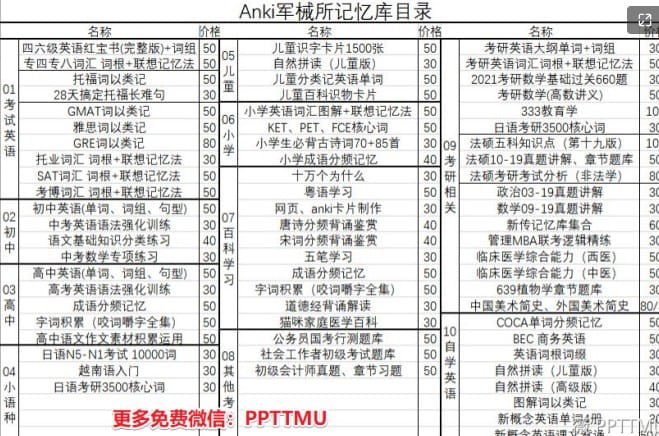 Anki军械所记忆库目录
名称 价格 名称 价格 名称
01考试英语
四六级英语红宝书(完整版)+词组 50
专四专八词汇 词根+联想记忆法 50
托福词以类记 50
28天搞定托福长难句 30
GMAT词以类记 50
雅思词以类记 50
GRE词以类记 80
托业词汇 词根+联想记忆法 50
SAT词汇 词根+联想记忆法 50
考博词汇 词根+联想记忆法 50
02初中
初中英语(单词、词组、句型) 50
中考英语语法强化训练 30
语文基础知识分类练习 40
中考数学专项练习 30
03高中
高中英语(单词、词组、句型) 50
高考英语语法强化训练 30
成语分频记忆 50
字词积累（咬词嚼字全集） 50
高中语文作文素材积累运用 50
04小语种
日语N5-N1考试 10000词 30
越南语入门 30
日语考研3500核心词 30
05儿童
儿童识字卡片1500张 50
自然拼读（儿童版） 30
儿童分类记英语单词 50
儿童百科识物卡片 50
06小学
小学英语词汇图解+联想记忆法 50
KET、PET、FCE核心词 50
小学生必背古诗词70+85首 30
小学成语分频记忆 40
07百科学习
十万个为什么 30
粤语学习 50
网页、anki卡片制作 30
唐诗分频背诵鉴赏 40
宋词分频背诵鉴赏 40
五笔学习 30
成语分频记忆 50
字词积累（咬词嚼字全集） 50
道德经背诵解读 30
猫咪家庭医学百科 30
08其他考
公务员国考行测题库 50
社会工作者初级考试题库 50
初级会计师真题、章节习题 50
09考研相关
考研英语大纲单词+词组 30
考研英语词汇词根+联想记忆法 50
2021考研数学基础过关660题 30
考研数学(高数讲义) 50
333教育学
日语考研3500核心词 30
法硕五科知识点（第十九版）
法硕10-19真题讲解、章节题库 50
法硕考研考试分析（非法学） 80
政治03-19真题讲解 30
数学09-19真题讲解 30
新传记忆库集合 60
管理MBA联考逻辑精练 30
临床医学综合能力（西医） 50
临床医学综合能力（中医） 50
639植物学章节题库 30
中国美术简史、外国美术简史 80/
10自学英语
COCA单词分频记忆 50
BEC 商务英语 50
英语词根词缀 30
自然拼读（儿童版） 30
自然拼读（高级版） 40
图解词以类记 30
新概念英语单词4册
更多免费微信：PPTTMU